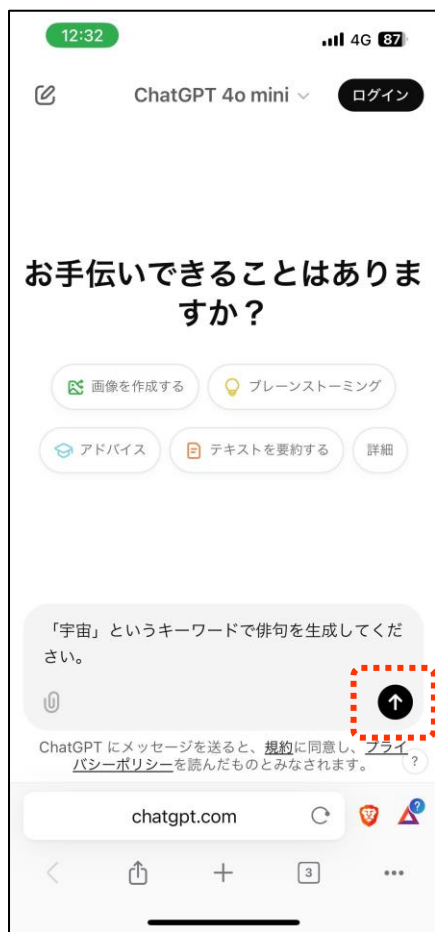 12:32 4G 87
ChatGPT 4o mini ログイン
お手伝いできることはありま
すか？
画像を作成する ブレーンストーミング
アドバイス テキストを要約する 詳細
「宇宙」というキーワードで俳句を生成してくだ
さい。
ChatGPT にメッセージを送ると、規約に同意し、プライ
バシーポリシーを読んだものとみなされます。 ?
chatgpt.com ?
3